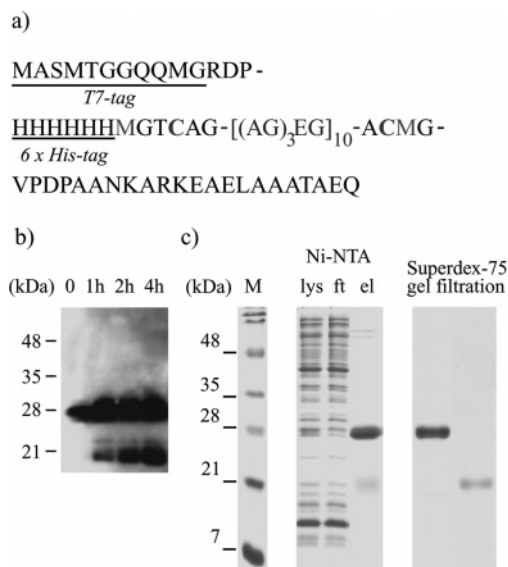 a)
MASMTGGQQMGRDP-
T7-tag
HHHHHHMGTCAG-[(AG)3EG]10-ACMG-
6 x His-tag
VPDPAANKARKEAELAAATAEQ
b)
(kDa) 0 1h 2h 4h
48
35
28
21
c)
Ni-NTA
Superdex-75
gel filtration
(kDa) M lys ft el
48
35
28
21
7